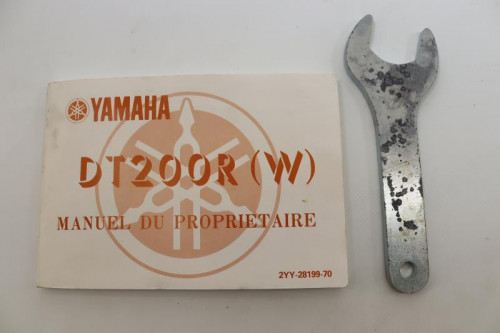 YAMAHA
DT200R (W)
MANUEL DU PROPRIETAIRE
2YY-28199-70